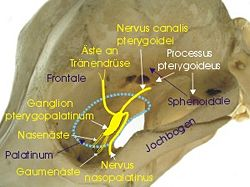 Nervus canalis
pterygoidei
Äste an
Tränendrüse
Processus
pterygoideus
Frontale
Sphenoidale
Ganglion
pterygopalatinum
Nasenäste
Jochbogen
Palatinum
Gaumenäste
Nervus
nasopalatinus